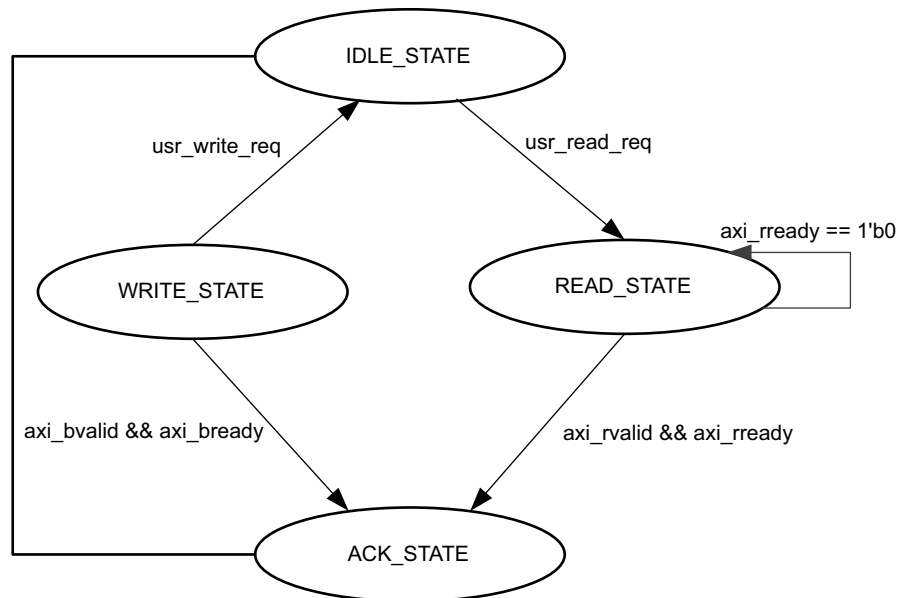 IDLE_STATE
usr_write_req
usr_read_req
axi_rready == 1'b0
WRITE_STATE
READ_STATE
axi_bvalid && axi_bready
axi_rvalid && axi_rready
ACK_STATE